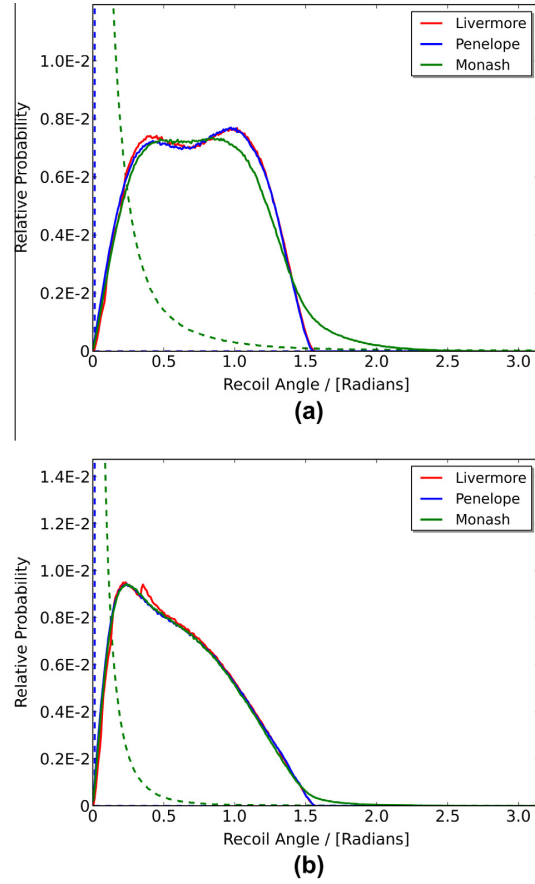 Livermore
Penelope
Monash
Relative Probability
1.0E-2
0.8E-2
0.6E-2
0.4E-2
0.2E-2
0
0 0.5 1.0 1.5 2.0 2.5 3.0
Recoil Angle / [Radians]
(a)
Livermore
Penelope
Monash
Relative Probability
1.4E-2
1.2E-2
1.0E-2
0.8E-2
0.6E-2
0.4E-2
0.2E-2
0
0 0.5 1.0 1.5 2.0 2.5 3.0
Recoil Angle / [Radians]
(b)